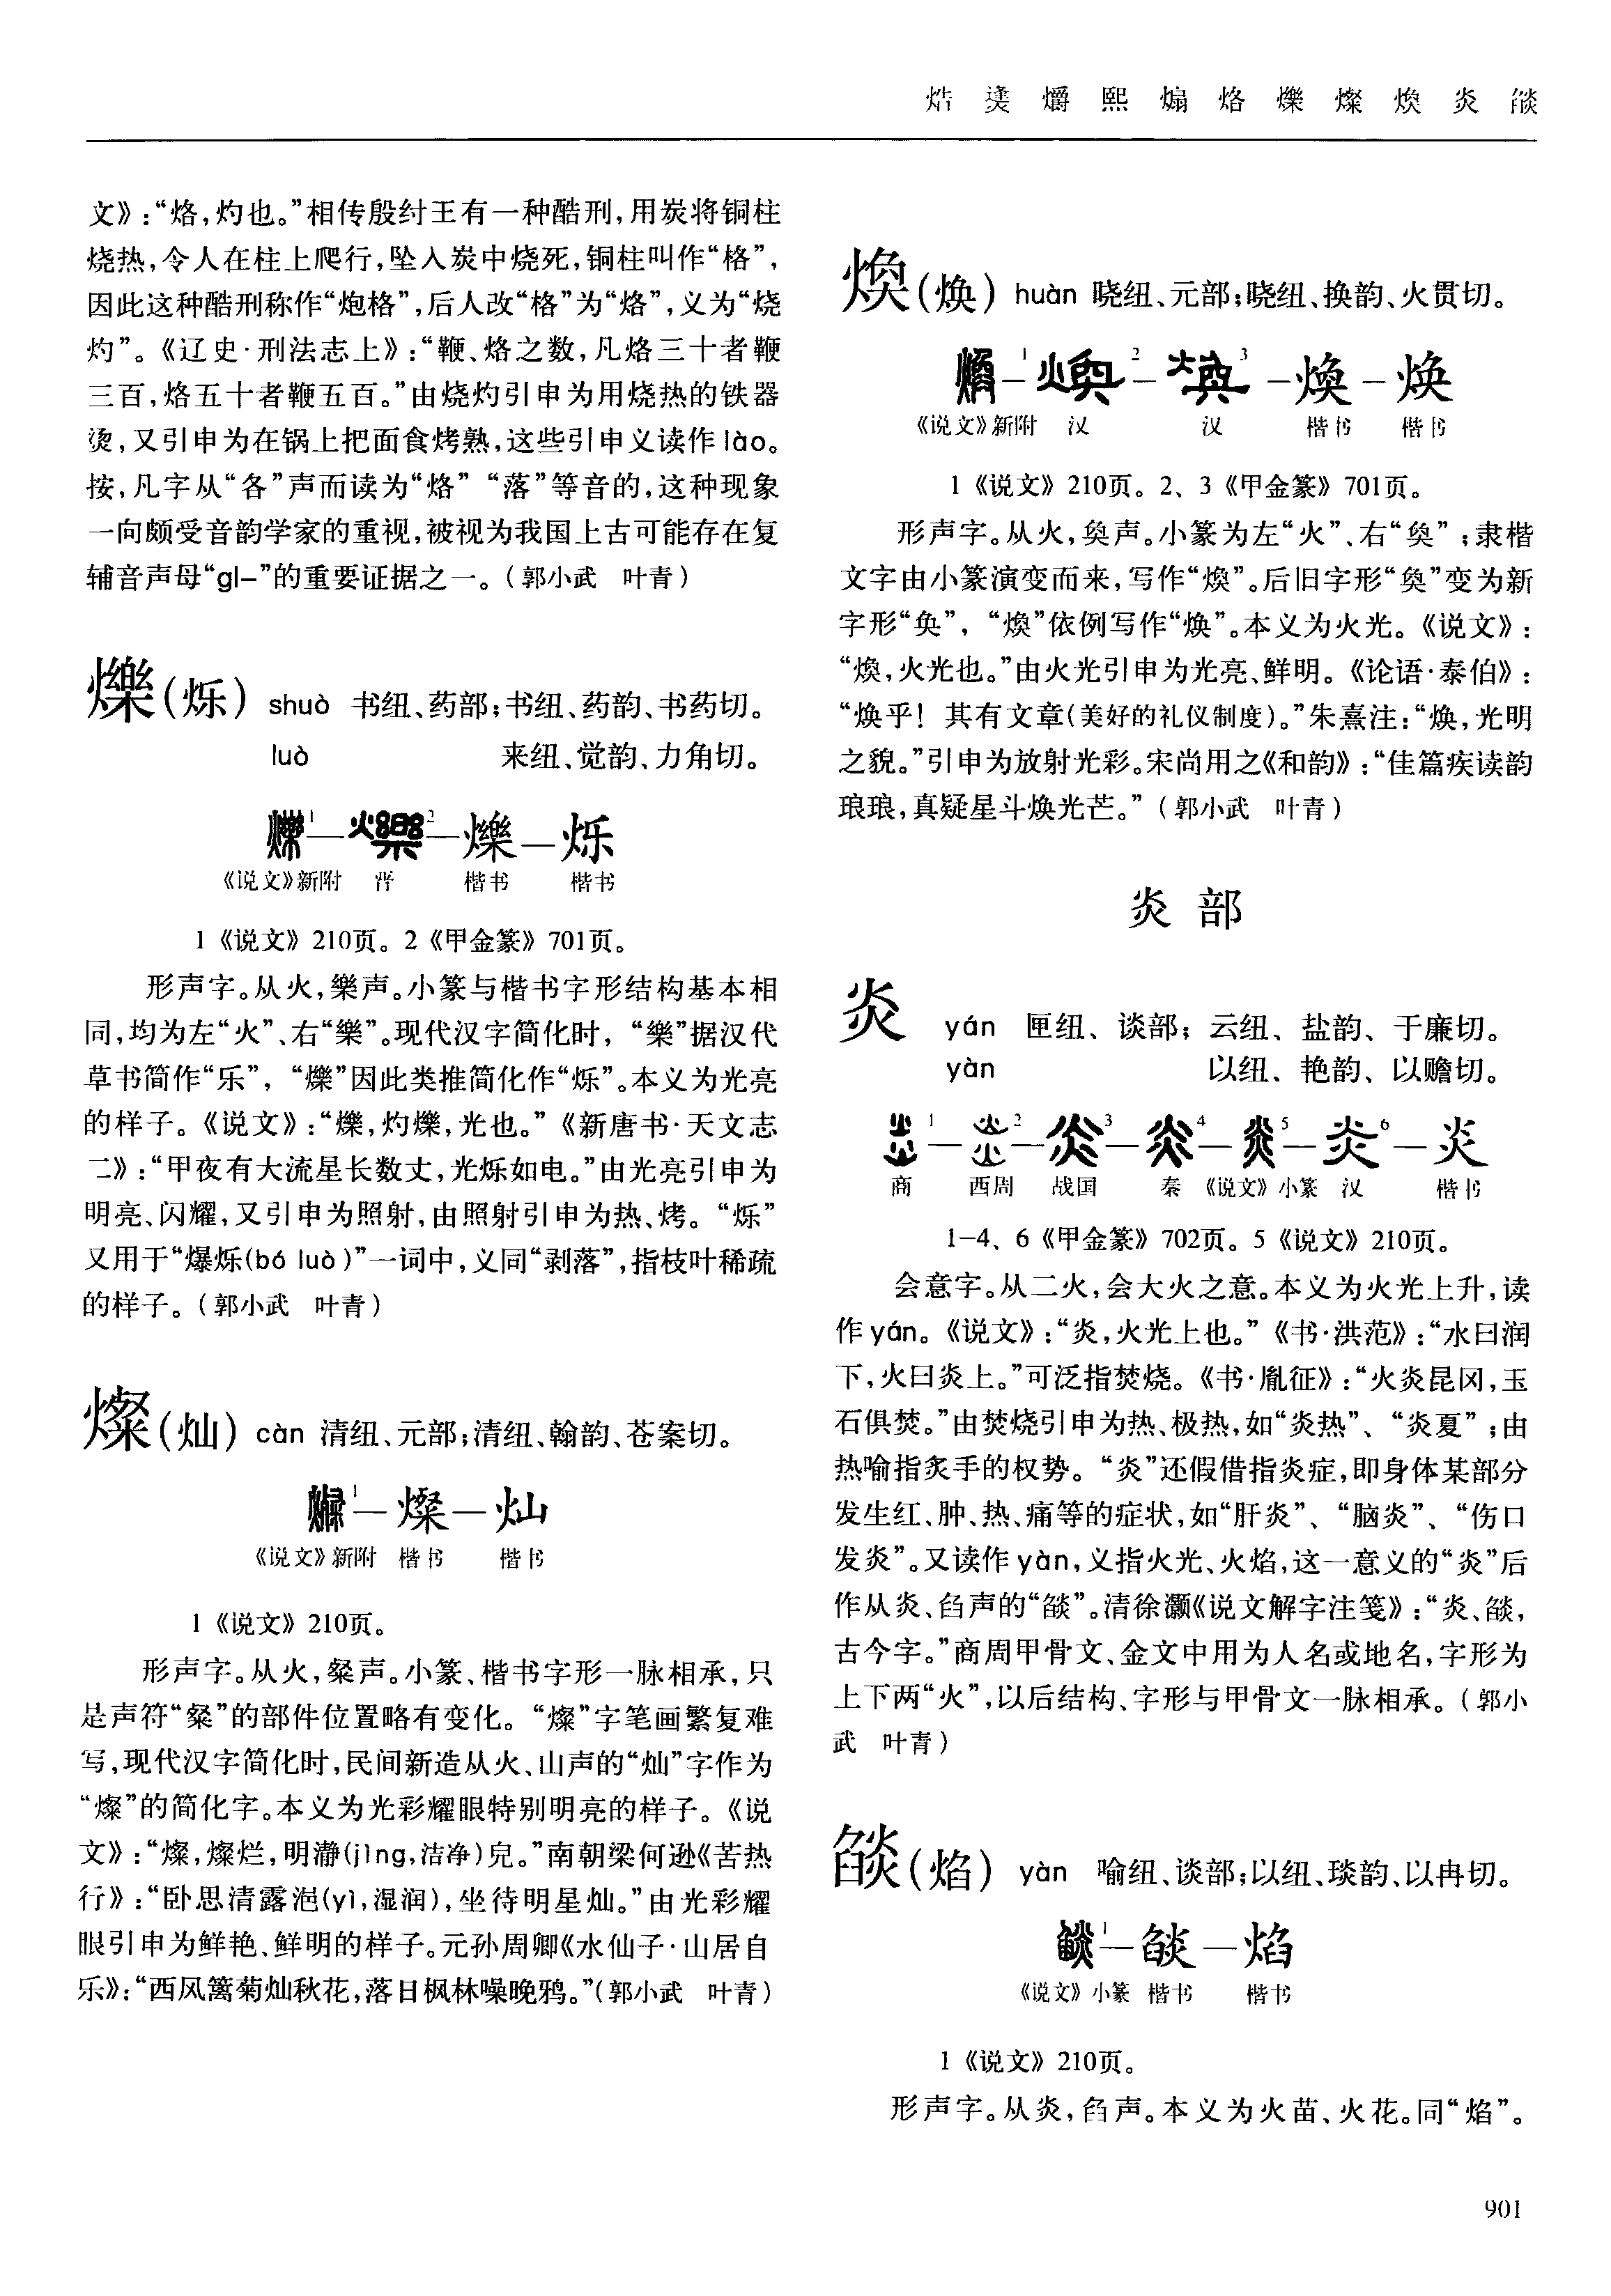 焅 𤎩 爝 熙 煽 烙 爍 燦 煥 炎 燄
文》:“烙,灼也。”相传殷纣王有一种酷刑,用炭将铜柱
烧热,令人在柱上爬行,坠入炭中烧死,铜柱叫作“格”,
因此这种酷刑称作“炮格”,后人改“格”为“烙”,义为“烧
灼”。《辽史·刑法志上》:“鞭、烙之数,凡烙三十者鞭
三百,烙五十者鞭五百。”由烧灼引申为用烧热的铁器
烫,又引申为在锅上把面食烤熟,这些引申义读作lào。
按,凡字从“各”声而读为“烙”“落”等音的,这种现象
一向颇受音韵学家的重视,被视为我国上古可能存在复
辅音声母“gl-”的重要证据之一。(郭小武 叶青)
爍(烁) shuò 书纽、药部;书纽、药韵、书药切。
luò 来纽、觉韵、力角切。
爍1—爍2—爍—烁
《说文》新附 晋 楷书 楷书
1《说文》210页。2《甲金篆》701页。
形声字。从火,樂声。小篆与楷书字形结构基本相
同,均为左“火”、右“樂”。现代汉字简化时,“樂”据汉代
草书简作“乐”,“爍”因此类推简化作“烁”。本义为光亮
的样子。《说文》:“爍,灼爍,光也。”《新唐书·天文志
二》:“甲夜有大流星长数丈,光烁如电。”由光亮引申为
明亮、闪耀,又引申为照射,由照射引申为热、烤。“烁”
又用于“爆烁(bó luò)”一词中,义同“剥落”,指枝叶稀疏
的样子。(郭小武 叶青)
燦(灿) càn 清纽、元部;清纽、翰韵、苍案切。
燦1—燦—灿
《说文》新附 楷书 楷书
1《说文》210页。
形声字。从火,粲声。小篆、楷书字形一脉相承,只
是声符“粲”的部件位置略有变化。“燦”字笔画繁复难
写,现代汉字简化时,民间新造从火、山声的“灿”字作为
“燦”的简化字。本义为光彩耀眼特别明亮的样子。《说
文》:“燦,燦烂,明瀞(jìng,洁净)皃。”南朝梁何逊《苦热
行》:“卧思清露浥(yì,湿润),坐待明星灿。”由光彩耀
眼引申为鲜艳、鲜明的样子。元孙周卿《水仙子·山居自
乐》:“西风篱菊灿秋花,落日枫林噪晚鸦。”(郭小武 叶青)
煥(焕) huàn 晓纽、元部;晓纽、换韵、火贯切。
煥1—煥2—煥3—煥—焕
《说文》新附 汉 汉 楷书 楷书
1《说文》210页。2、3《甲金篆》701页。
形声字。从火,奐声。小篆为左“火”、右“奐”;隶楷
文字由小篆演变而来,写作“煥”。后旧字形“奐”变为新
字形“奂”,“煥”依例写作“焕”。本义为火光。《说文》:
“煥,火光也。”由火光引申为光亮、鲜明。《论语·泰伯》:
“焕乎!其有文章(美好的礼仪制度)。”朱熹注:“焕,光明
之貌。”引申为放射光彩。宋尚用之《和韵》:“佳篇疾读韵
琅琅,真疑星斗焕光芒。”(郭小武 叶青)
炎 部
炎 yán 匣纽、谈部;云纽、盐韵、于廉切。
yàn 以纽、艳韵、以赡切。
炎1—炎2—炎3—炎4—炎5—炎6—炎
商 西周 战国 秦 《说文》小篆 汉 楷书
1-4、6《甲金篆》702页。5《说文》210页。
会意字。从二火,会大火之意。本义为火光上升,读
作yán。《说文》:“炎,火光上也。”《书·洪范》:“水曰润
下,火曰炎上。”可泛指焚烧。《书·胤征》:“火炎昆冈,玉
石俱焚。”由焚烧引申为热、极热,如“炎热”、“炎夏”;由
热喻指炙手的权势。“炎”还假借指炎症,即身体某部分
发生红、肿、热、痛等的症状,如“肝炎”、“脑炎”、“伤口
发炎”。又读作yàn,义指火光、火焰,这一意义的“炎”后
作从炎、臽声的“燄”。清徐灏《说文解字注笺》:“炎、燄,
古今字。”商周甲骨文、金文中用为人名或地名,字形为
上下两“火”,以后结构、字形与甲骨文一脉相承。(郭小
武 叶青)
燄(焰) yàn 喻纽、谈部;以纽、琰韵、以冉切。
燄1—燄—焰
《说文》小篆 楷书 楷书
1《说文》210页。
形声字。从炎,臽声。本义为火苗、火花。同“焰”。
901